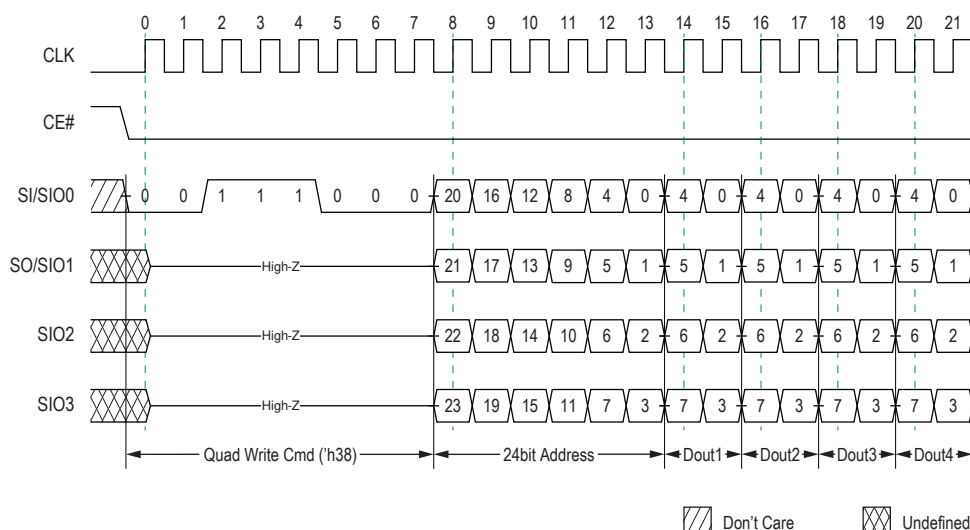 0 1 2 3 4 5 6 7 8 9 10 11 12 13 14 15 16 17 18 19 20 21
CLK
CE#
SI/SIO0 0 0 1 1 1 0 0 0 20 16 12 8 4 0 4 0 4 0 4 0 4 0
SO/SIO1 High-Z 21 17 13 9 5 1 5 1 5 1 5 1 5 1
SIO2 High-Z 22 18 14 10 6 2 6 2 6 2 6 2 6 2
SIO3 High-Z 23 19 15 11 7 3 7 3 7 3 7 3 7 3
Quad Write Cmd ('h38) 24bit Address Dout1 Dout2 Dout3 Dout4
Don't Care Undefined